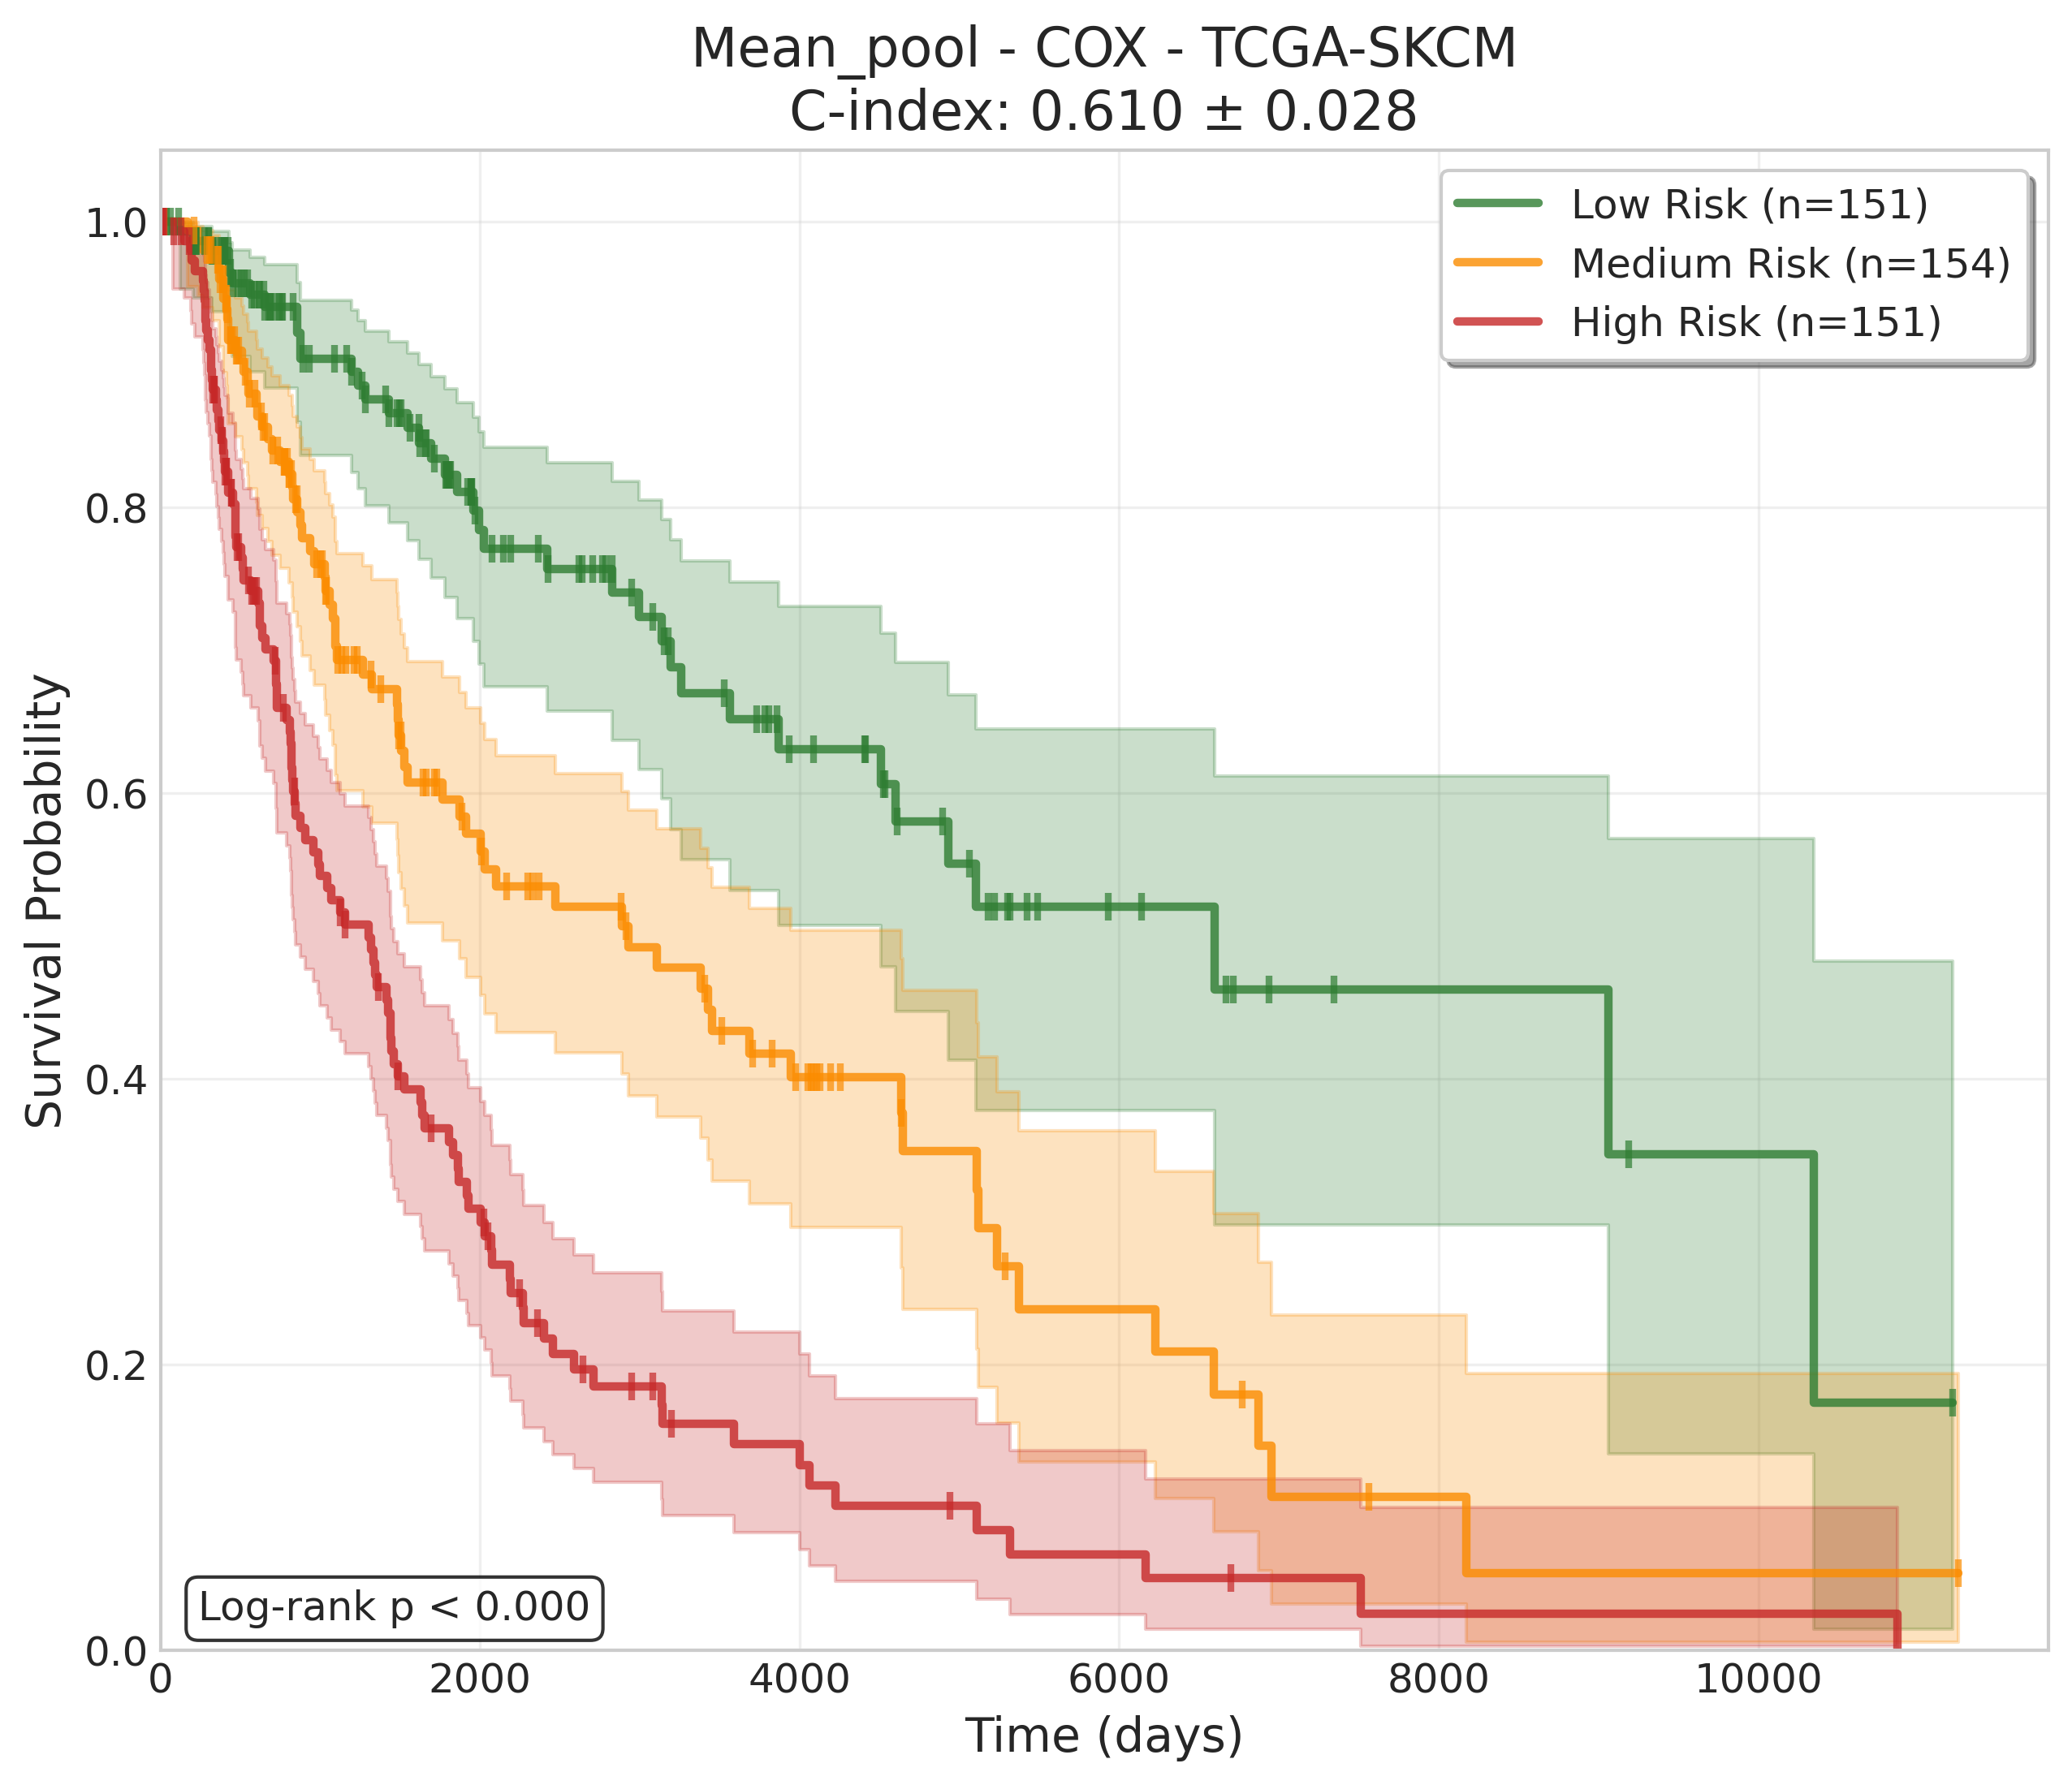 Mean_pool - COX - TCGA-SKCM
C-index: 0.610 ± 0.028
Low Risk (n=151)
Medium Risk (n=154)
High Risk (n=151)
Survival Probability
1.0
0.8
0.6
0.4
0.2
0.0
Log-rank p < 0.000
0 2000 4000 6000 8000 10000
Time (days)